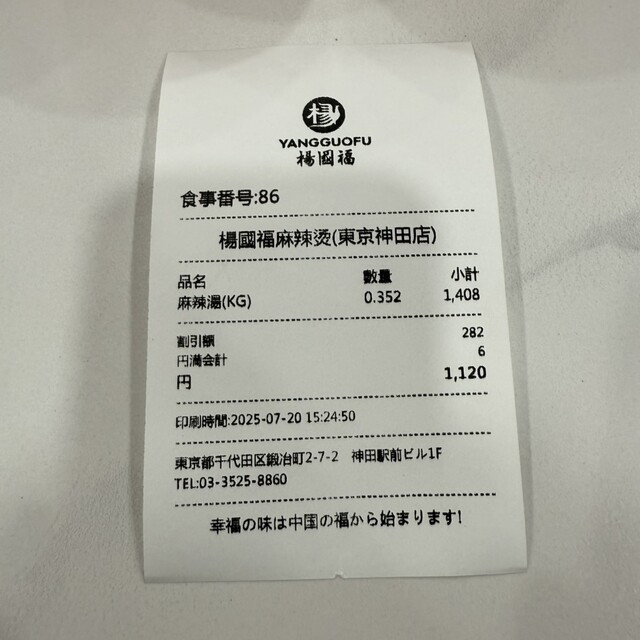 楊
YANGGUOFU
楊國福
食事番号:86
楊國福麻辣烫(東京神田店)
品名 數量 小計
麻辣湯(KG) 0.352 1,408
割引額 282
円満会計 6
円 1,120
印刷時間:2025-07-20 15:24:50
東京都千代田区鍛冶町2-7-2 神田駅前ビル1F
TEL:03-3525-8860
幸福の味は中国の福から始まります!